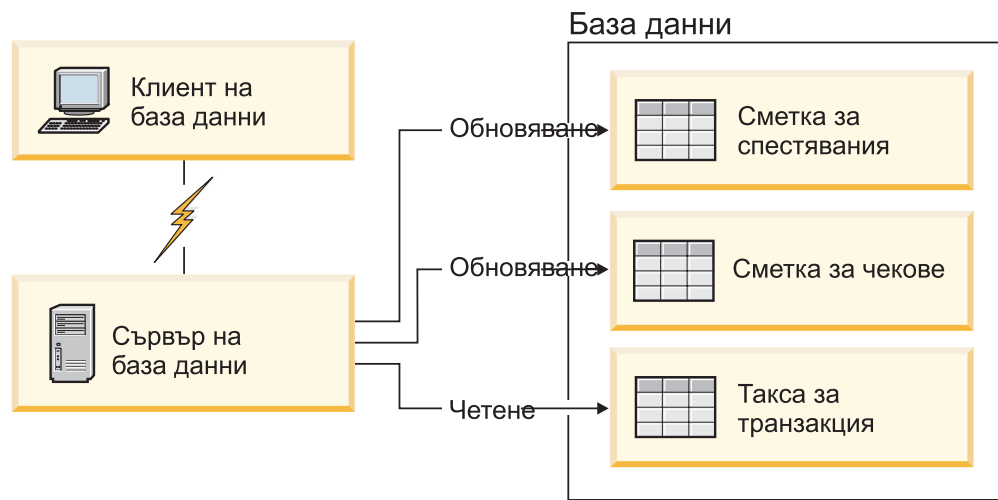 База данни
Клиент на
база данни
Обновяване
Сметка за
спестявания
Обновяване
Сметка за чекове
Сървър на
база данни
Четене
Такса за
транзакция